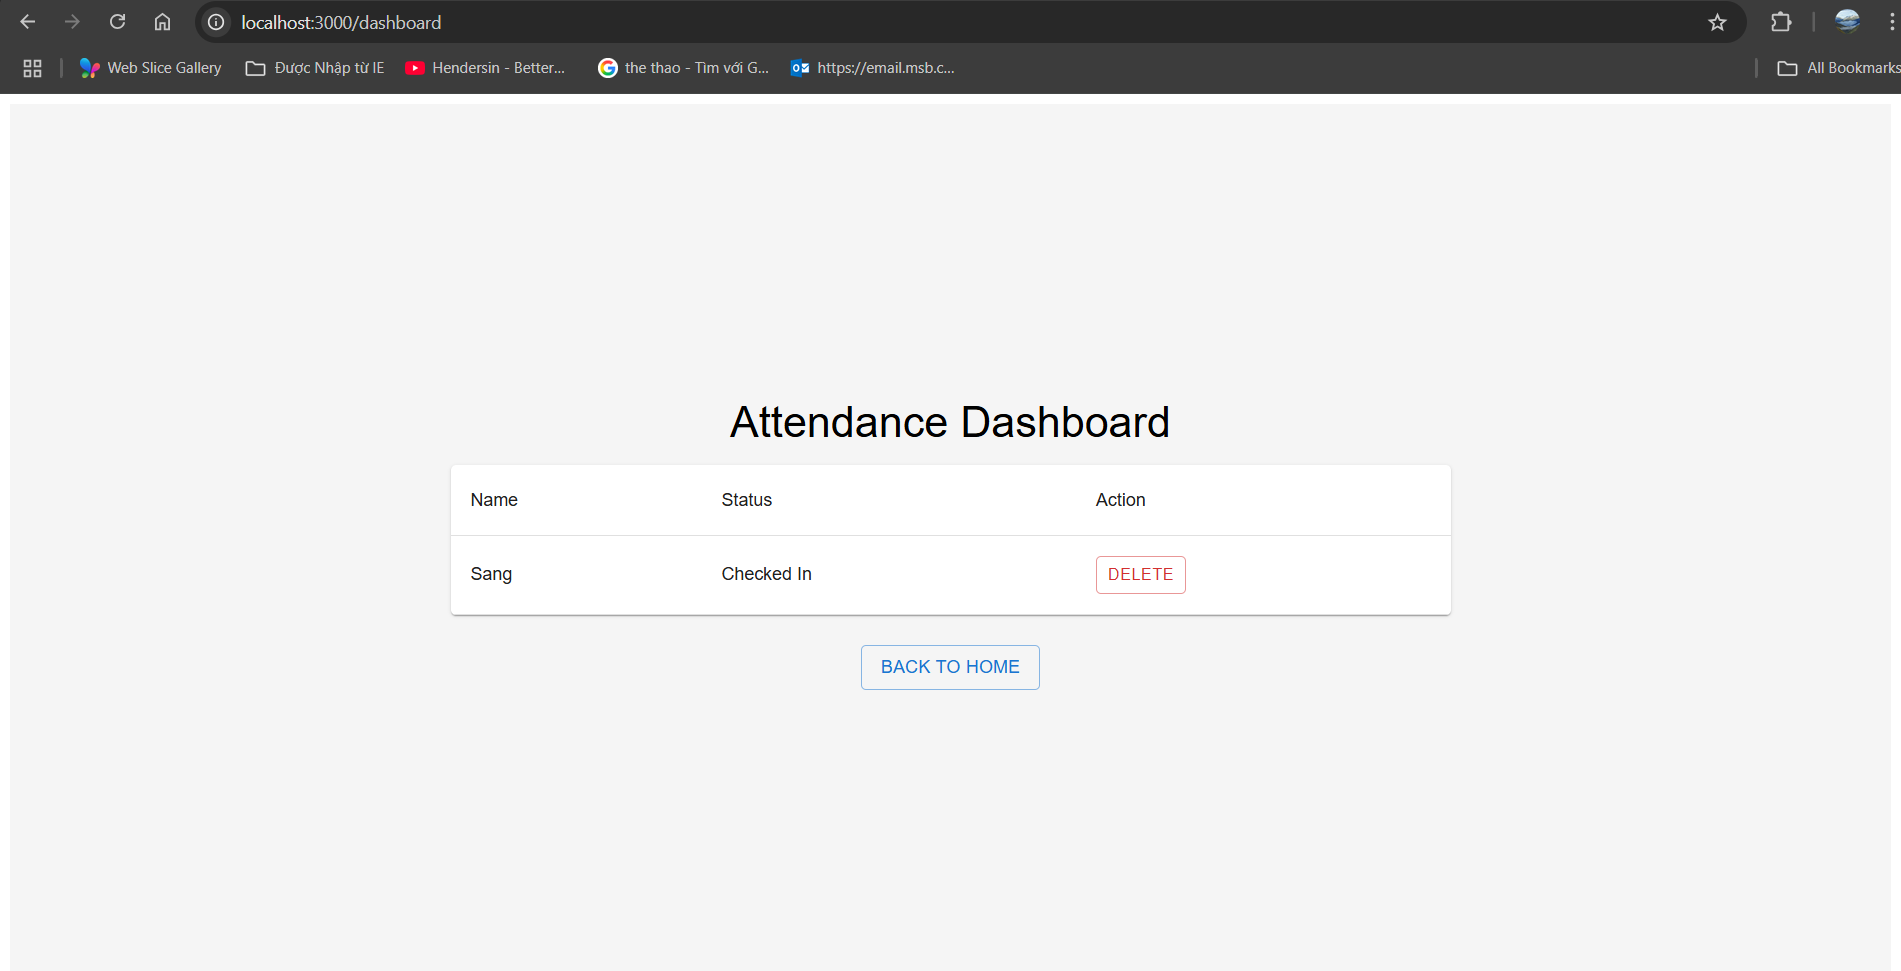 localhost:3000/dashboard
Web Slice Gallery Được Nhập từ IE Hendersin - Better... the thao - Tìm với G... https://email.msb.c... All Bookmarks
Attendance Dashboard
Name Status Action
Sang Checked In DELETE
BACK TO HOME